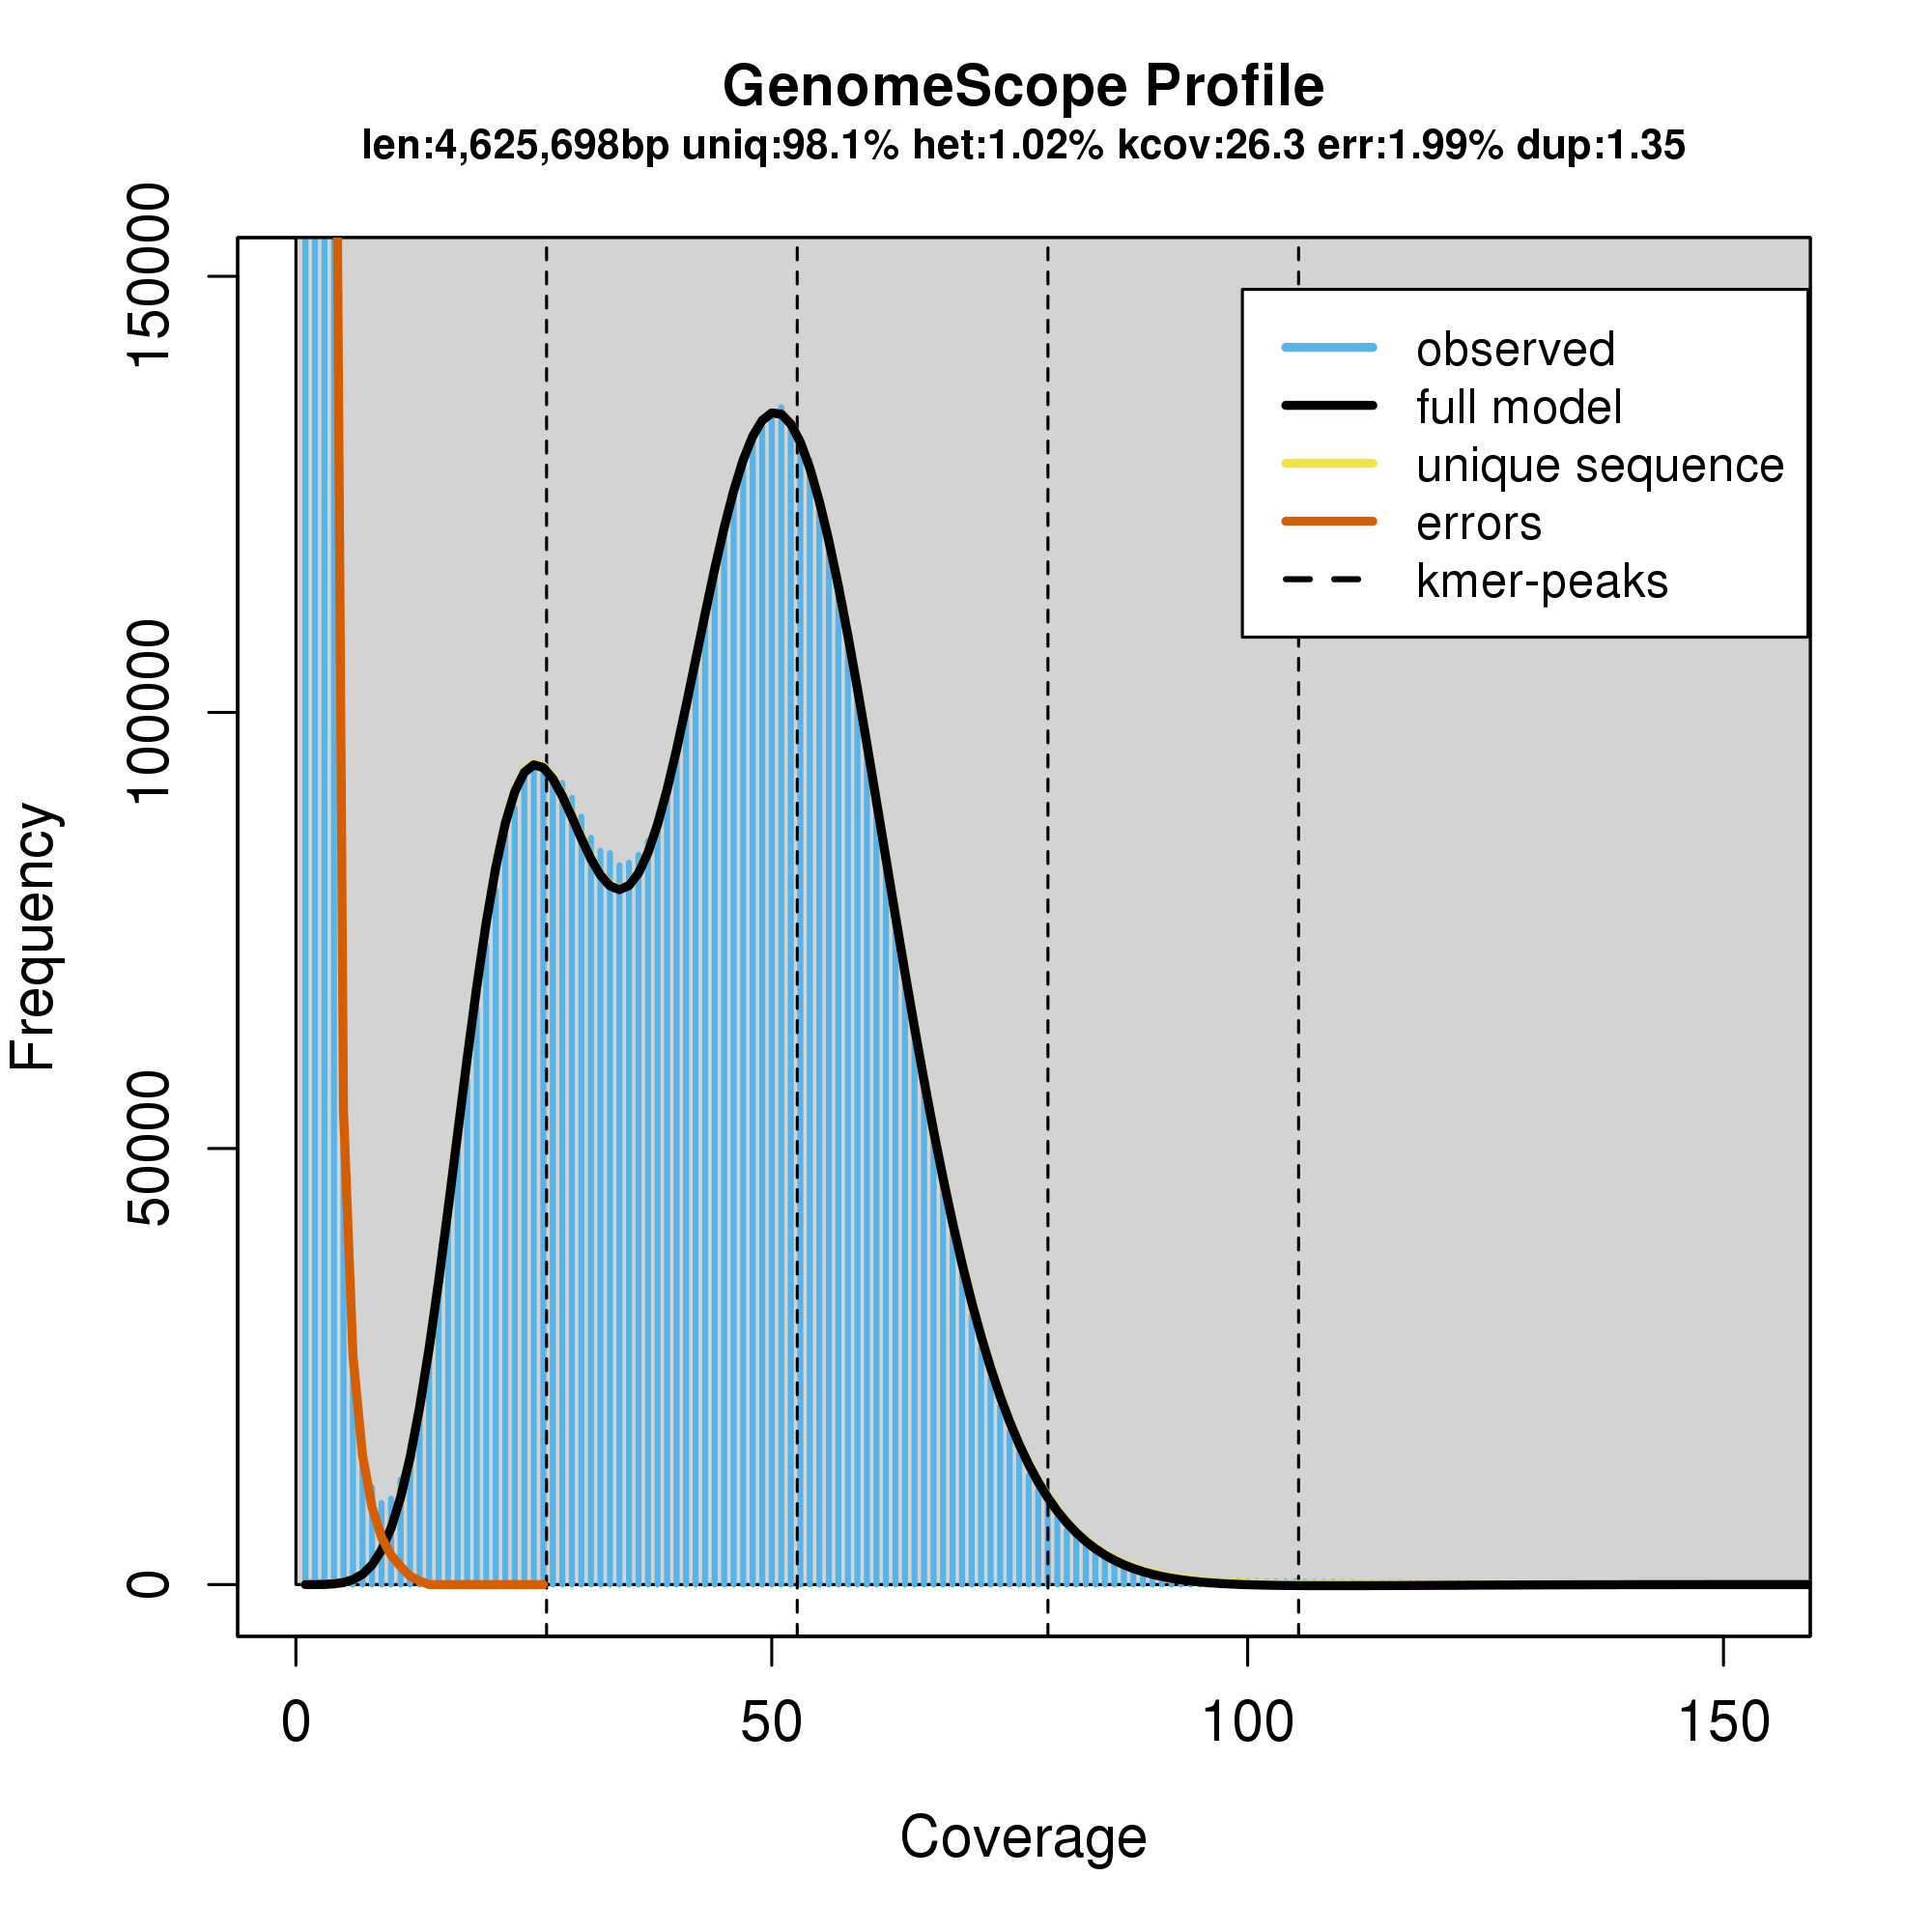 GenomeScope Profile
len:4,625,698bp uniq:98.1% het:1.02% kcov:26.3 err:1.99% dup:1.35
150000
100000
50000
0
Frequency
observed
full model
unique sequence
errors
kmer-peaks
0 50 100 150
Coverage